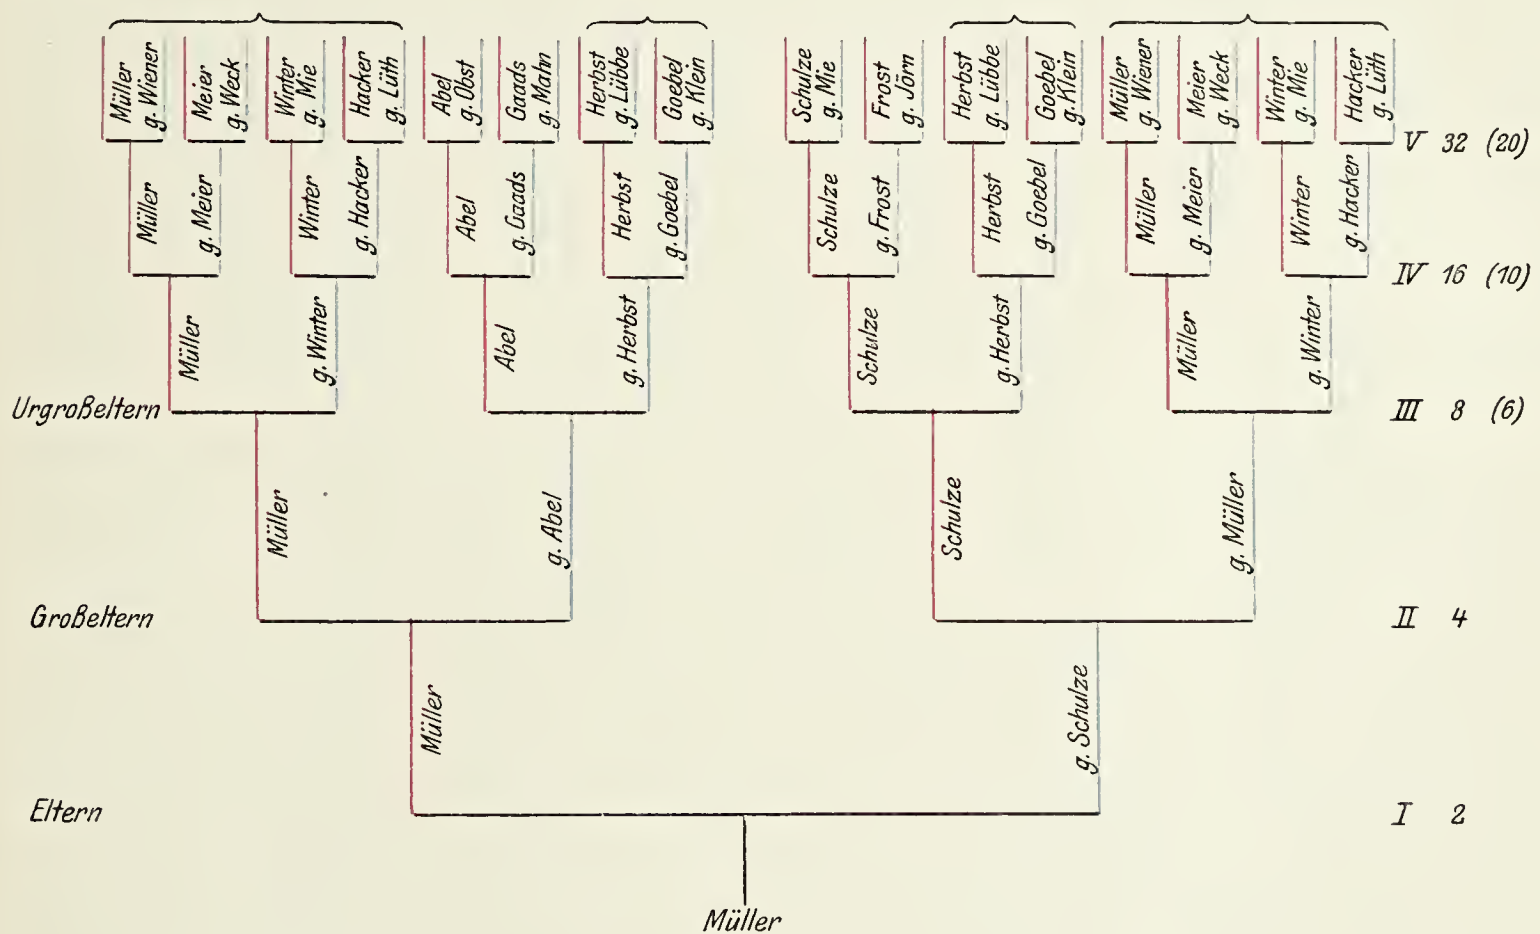 Müller
g. Wiener
Meier
g. Weck
Winter
g. Mie
Hacker
g. Lüth
Abel
g. Obst
Gaads
g. Mahn
Herbst
g. Lübbe
Goebel
g. Klein
Schulze
g. Mie
Frost
g. Jörn
Herbst
g. Lübbe
Goebel
g. Klein
Müller
g. Wiener
Meier
g. Weck
Winter
g. Mie
Hacker
g. Lüth
V 32 (20)
Müller
g. Meier
Winter
g. Hacker
Abel
g. Gaads
Herbst
g. Goebel
Schulze
g. Frost
Herbst
g. Goebel
Müller
g. Meier
Winter
g. Hacker
IV 16 (10)
Müller
g. Winter
Abel
g. Herbst
Schulze
g. Herbst
Müller
g. Winter
Urgroßeltern
III 8 (6)
Müller
g. Abel
Schulze
g. Müller
Großeltern
II 4
Müller
g. Schulze
Eltern
I 2
Müller